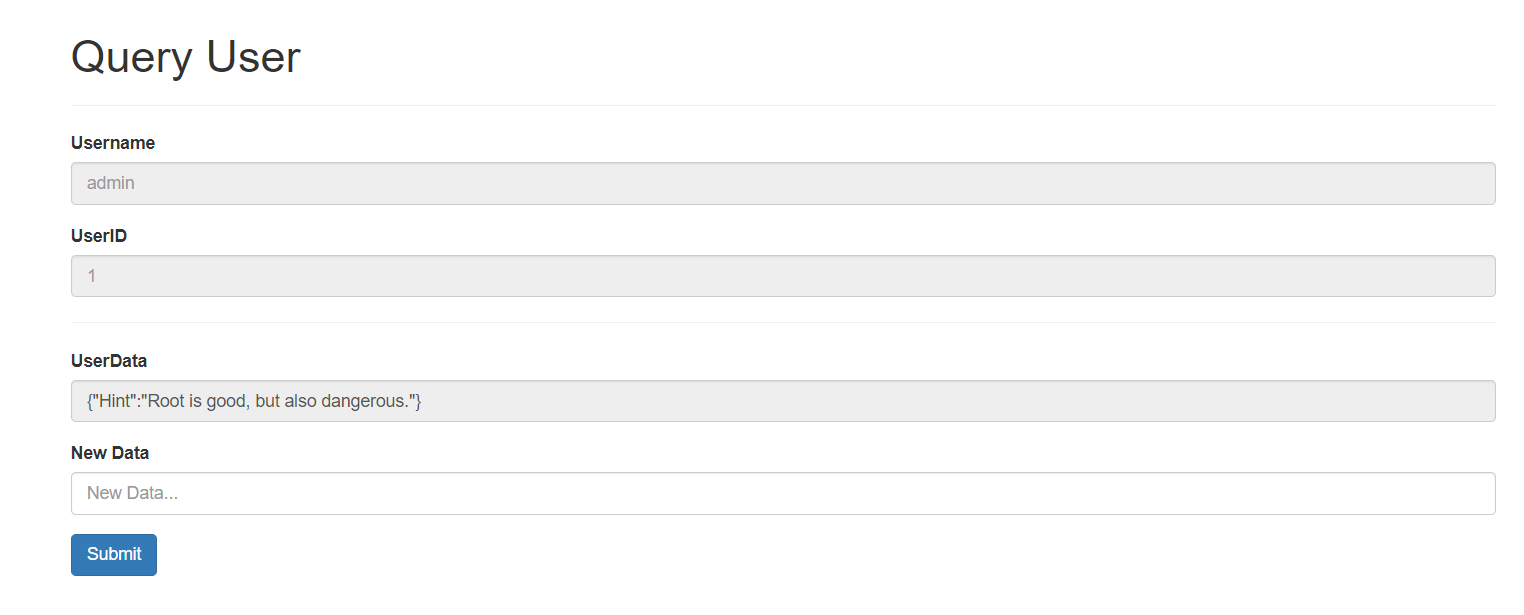 Query User
Username
admin
UserID
1
UserData
{"Hint":"Root is good, but also dangerous."}
New Data
New Data...
Submit